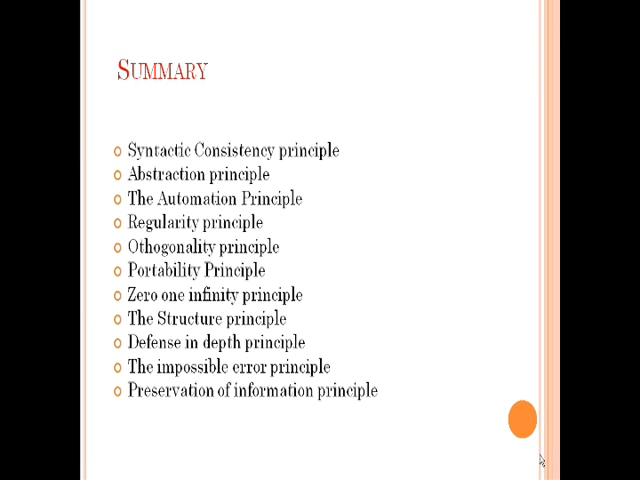 SUMMARY
Syntactic Consistency principle
Abstraction principle
The Automation Principle
Regularity principle
Othogonality principle
Portability Principle
Zero one infinity principle
The Structure principle
Defense in depth principle
The impossible error principle
Preservation of information principle